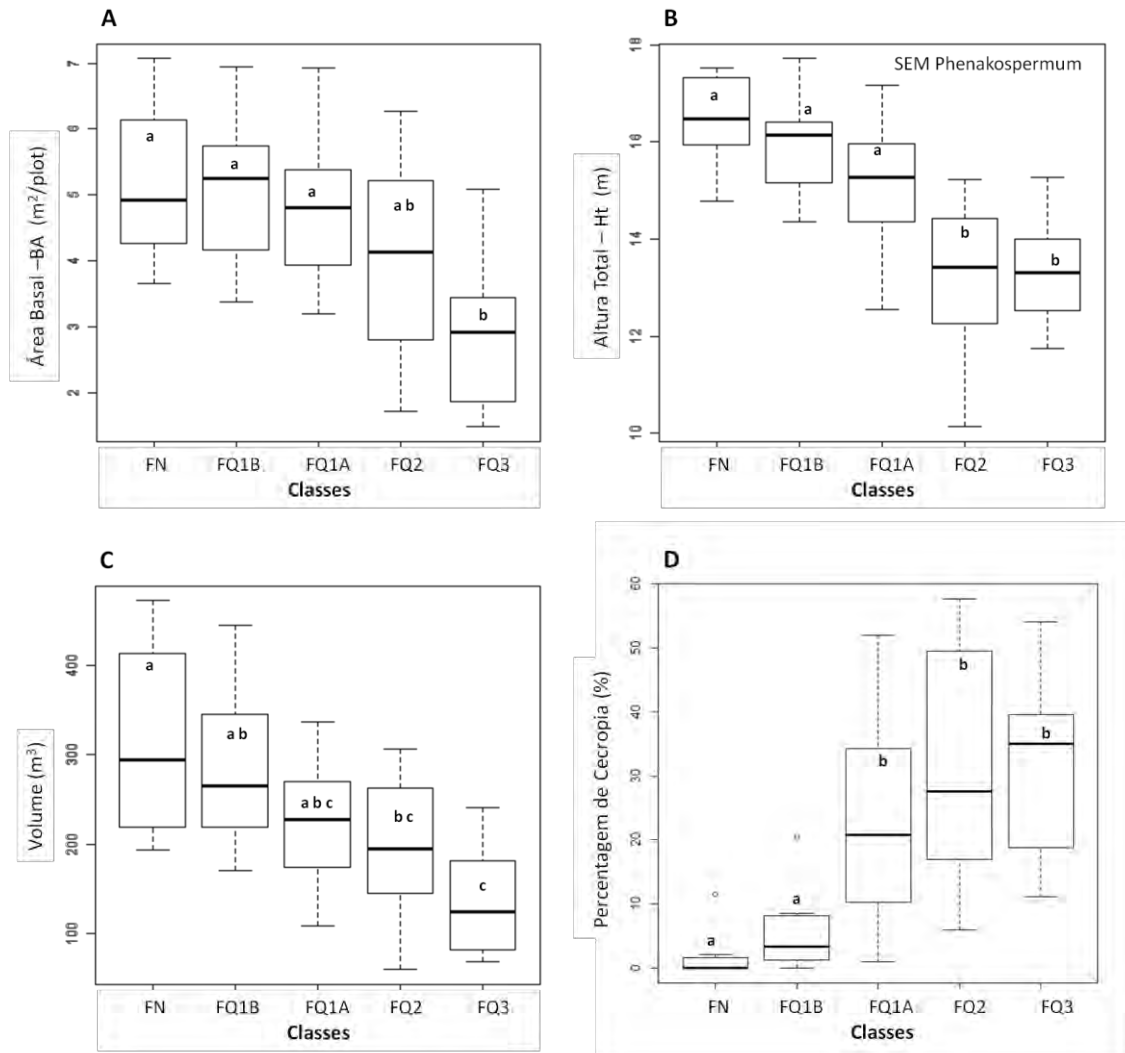 A
Área Basal –BA (m²/plot)
7
6
5
4
3
2
a
a
a
a b
b
FN FQ1B FQ1A FQ2 FQ3
Classes
B
SEM Phenakospermum
Altura Total – Ht (m)
18
16
14
12
10
a
a
a
b
b
FN FQ1B FQ1A FQ2 FQ3
Classes
C
Volume (m³)
400
300
200
100
a
a b
a b c
b c
c
FN FQ1B FQ1A FQ2 FQ3
Classes
D
Percentagem de Cecropia (%)
60
50
40
30
20
10
0
a
a
b
b
b
FN FQ1B FQ1A FQ2 FQ3
Classes